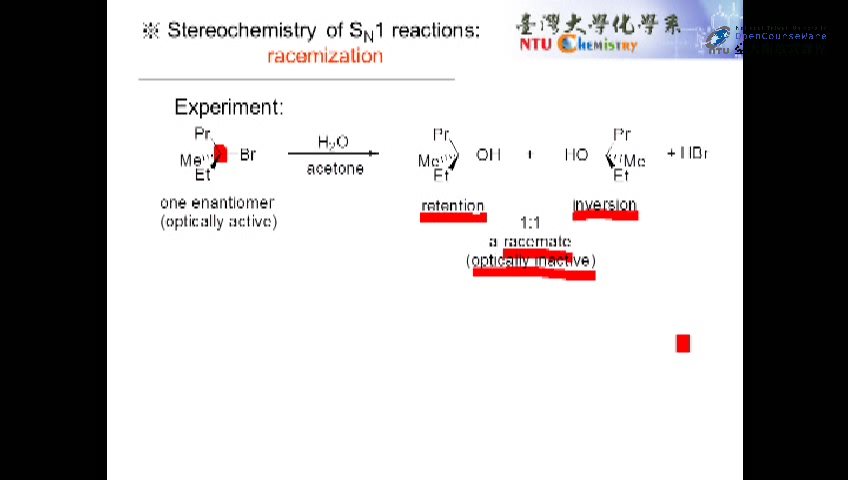 ※ Stereochemistry of SN1 reactions:
racemization
臺灣大學化學系
NTU Chemistry
OpenCourseWare
NTU
Experiment:
Pr
Me
Et
Br
H2O
acetone
Pr
Me
Et
OH
+
HO
Pr
Me
Et
+ HBr
one enantiomer
(optically active)
retention
inversion
1:1
a racemate
(optically inactive)